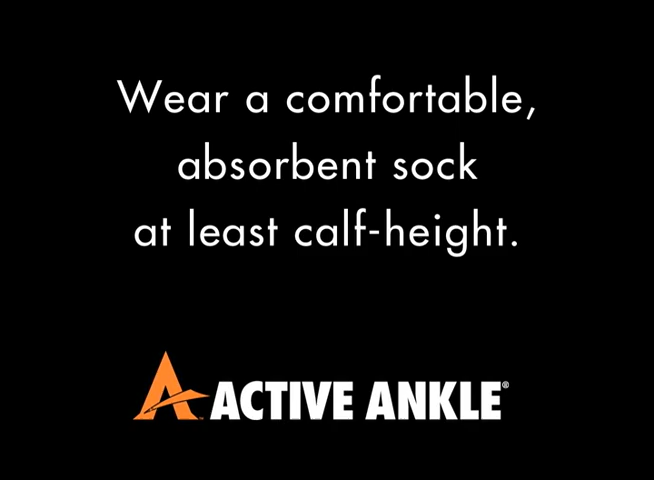 Wear a comfortable,
absorbent sock
at least calf-height.
ACTIVE ANKLE®